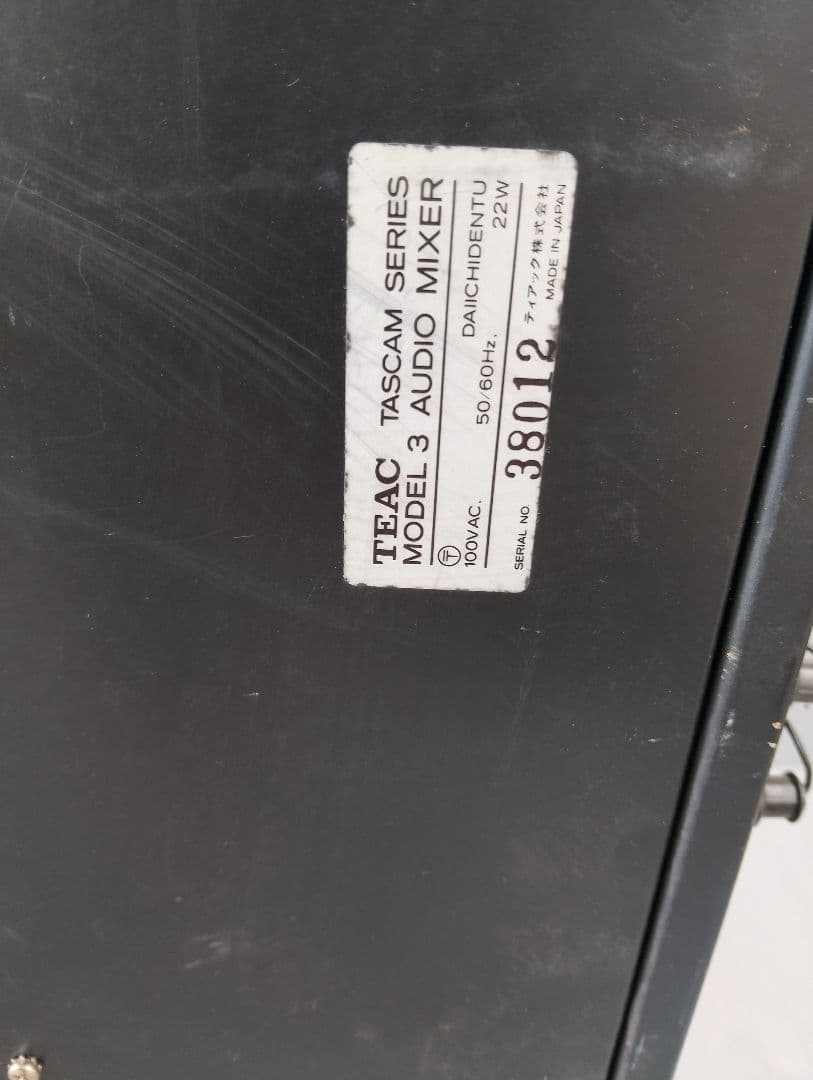 TEAC TASCAM SERIES
MODEL 3 AUDIO MIXER
〒 DAIICHIDENTU
100VAC. 50/60Hz. 22W
SERIAL NO. 38012 ティアック株式会社
MADE IN JAPAN